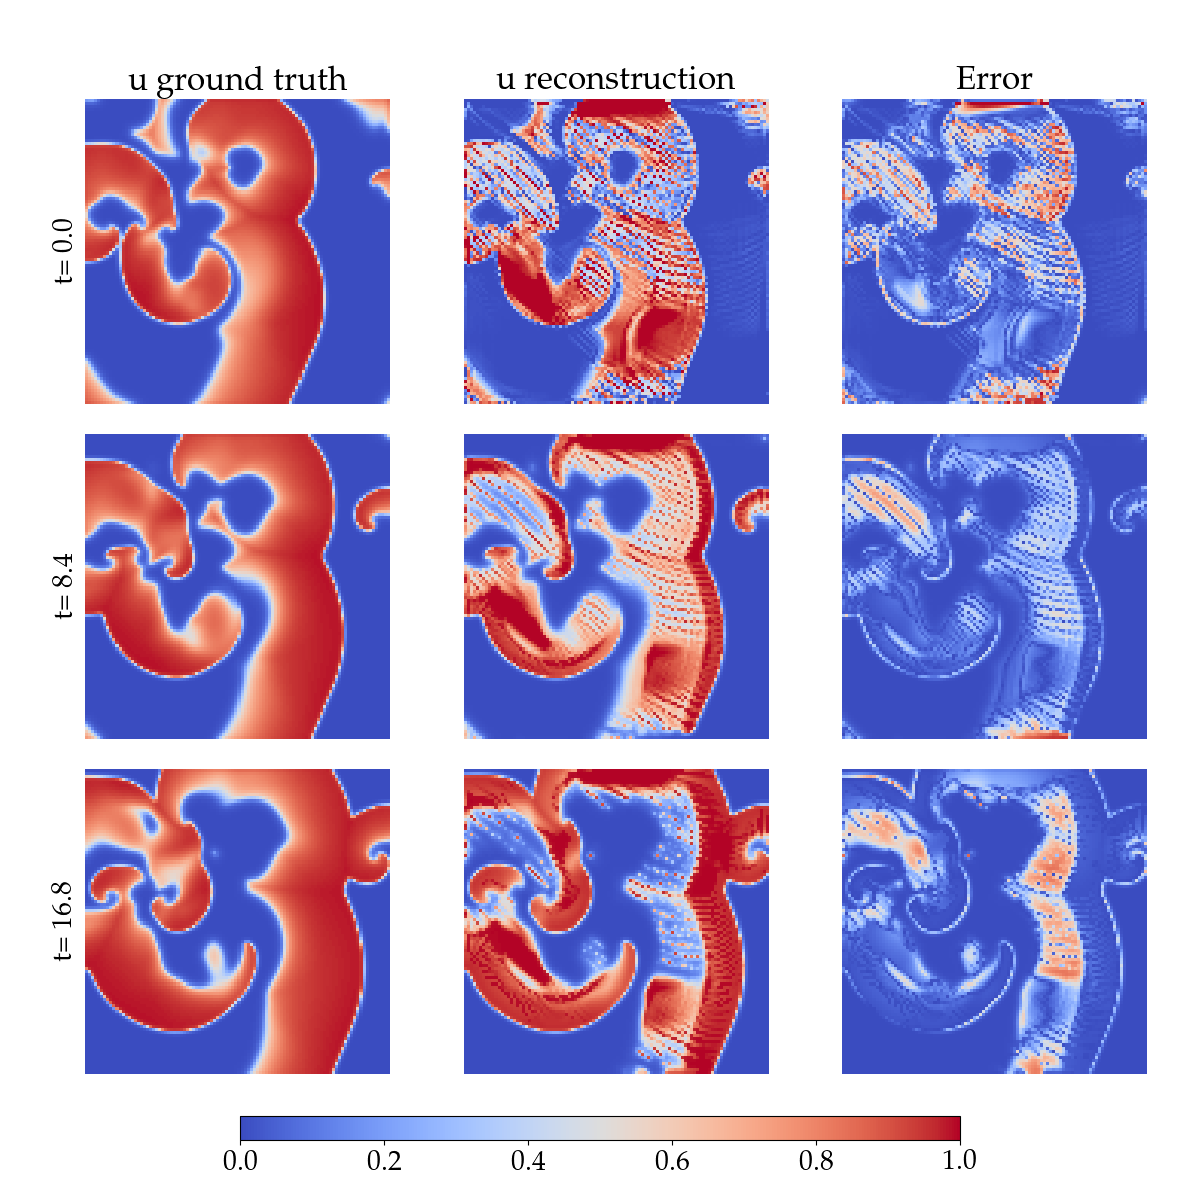 u ground truth
u reconstruction
Error
t= 0.0
t= 8.4
t= 16.8
0.0 0.2 0.4 0.6 0.8 1.0